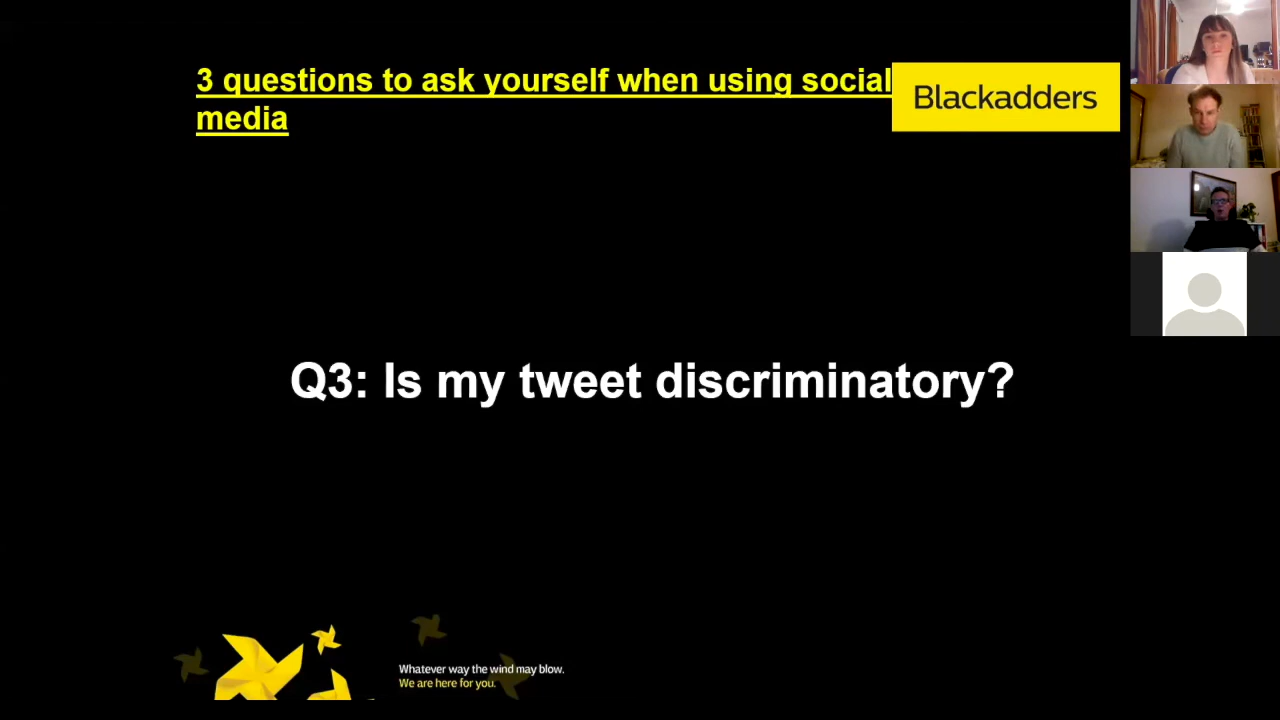 3 questions to ask yourself when using social
media
Blackadders
Q3: Is my tweet discriminatory?
Whatever way the wind may blow.
We are here for you.